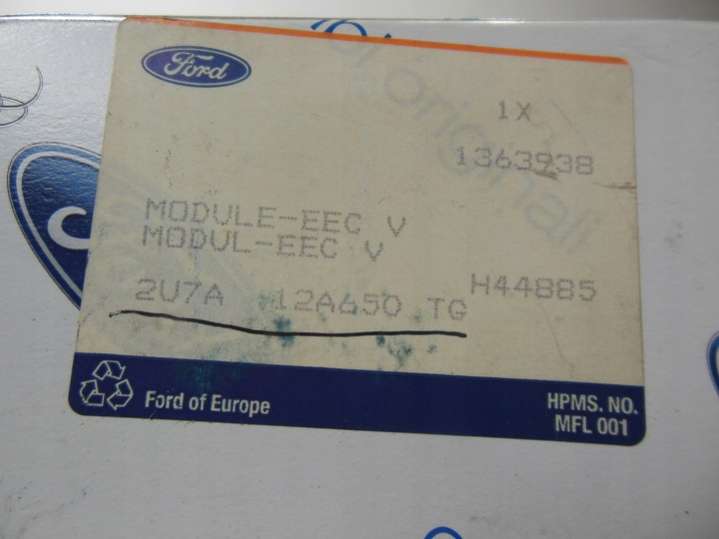 Ford
1X
1363938
MODULE-EEC V
MODUL-EEC V
2U7A 12A650 TG H44885
Ford of Europe
HPMS. NO.
MFL 001